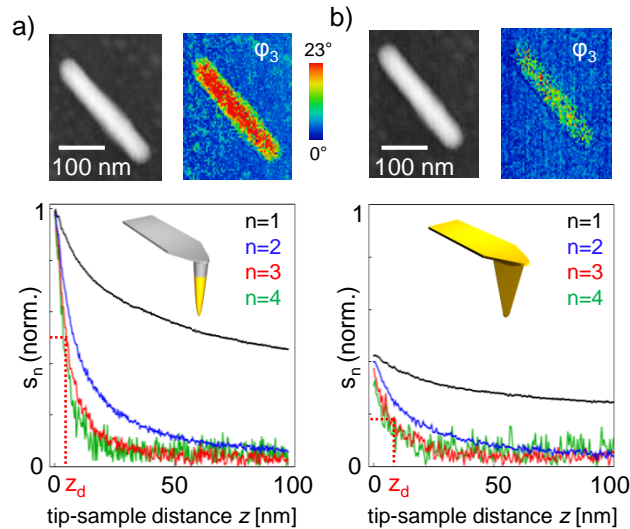 a)
φ3
23°
0°
100 nm
b)
φ3
100 nm
1
n=1
n=2
n=3
n=4
sn (norm.)
0
zd
50
100
tip-sample distance z [nm]
1
n=1
n=2
n=3
n=4
sn (norm.)
0
zd
50
100
tip-sample distance z [nm]